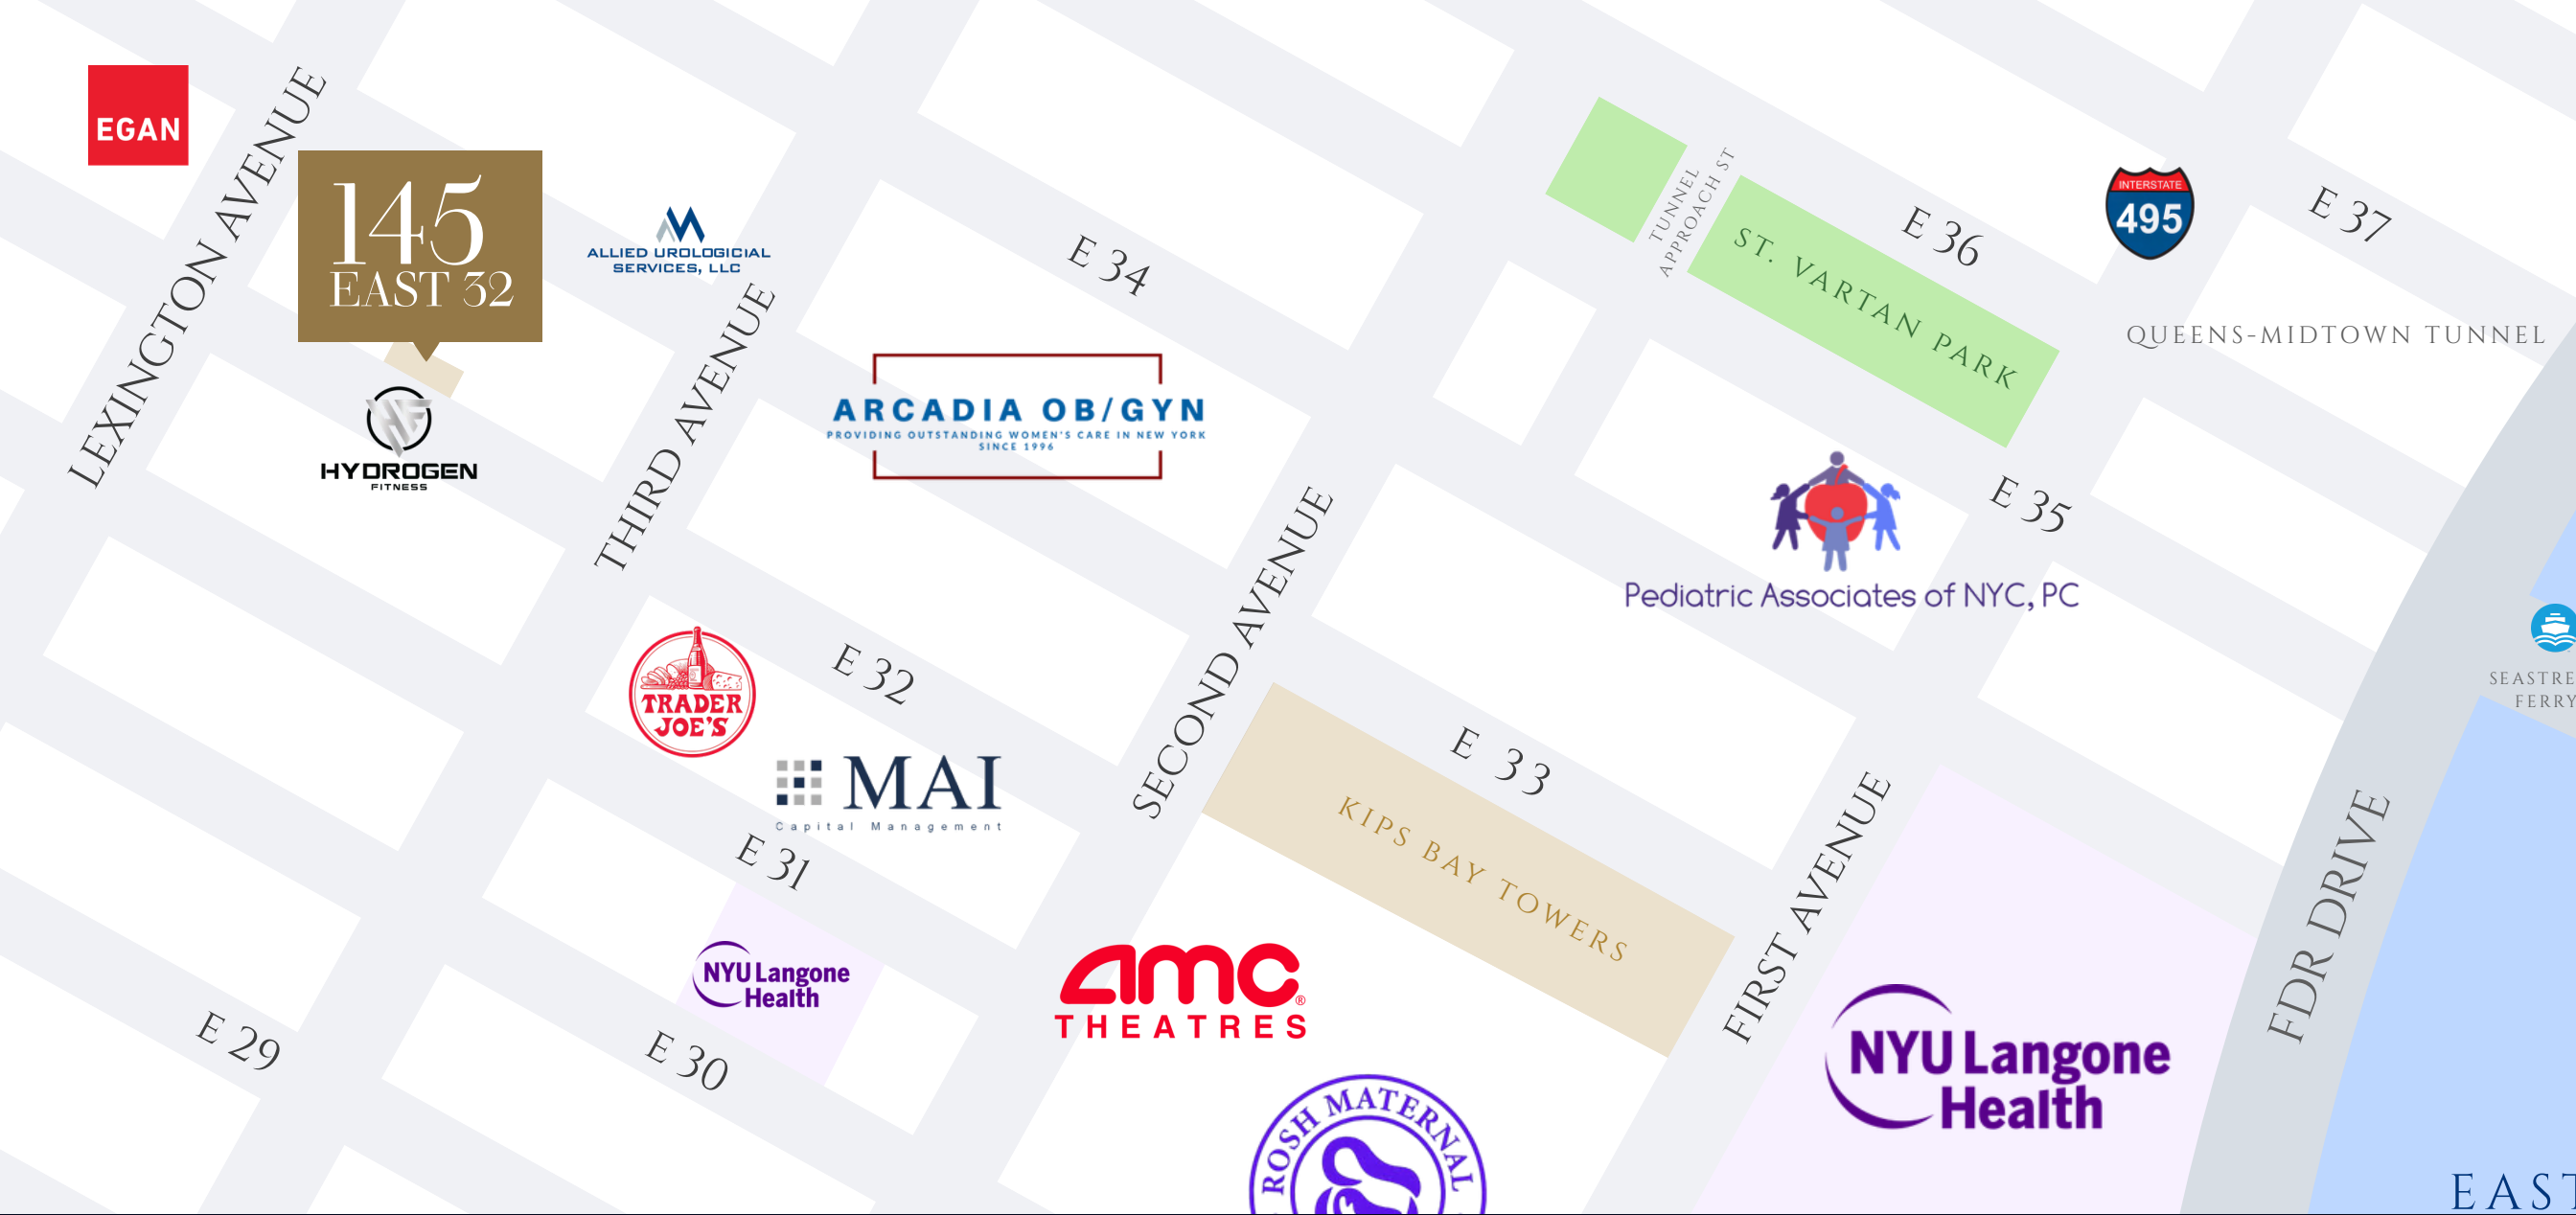 EGAN
LEXINGTON AVENUE
145
EAST 32
ALLIED UROLOGICIAL
SERVICES, LLC
HYDROGEN
FITNESS
THIRD AVENUE
E 34
ARCADIA OB/GYN
PROVIDING OUTSTANDING WOMEN'S CARE IN NEW YORK
SINCE 1996
TUNNEL
APPROACH ST
ST. VARTAN PARK
E 36
INTERSTATE
495
E 37
QUEENS-MIDTOWN TUNNEL
E 35
Pediatric Associates of NYC, PC
SEASTRE
FERRY
TRADER
JOE'S
E 32
MAI
Capital Management
SECOND AVENUE
E 33
KIPS BAY TOWERS
FIRST AVENUE
FDR DRIVE
E 31
NYU Langone
Health
E 29
E 30
amc
THEATRES
ROSH MATERNAL
NYU Langone
Health
EAST